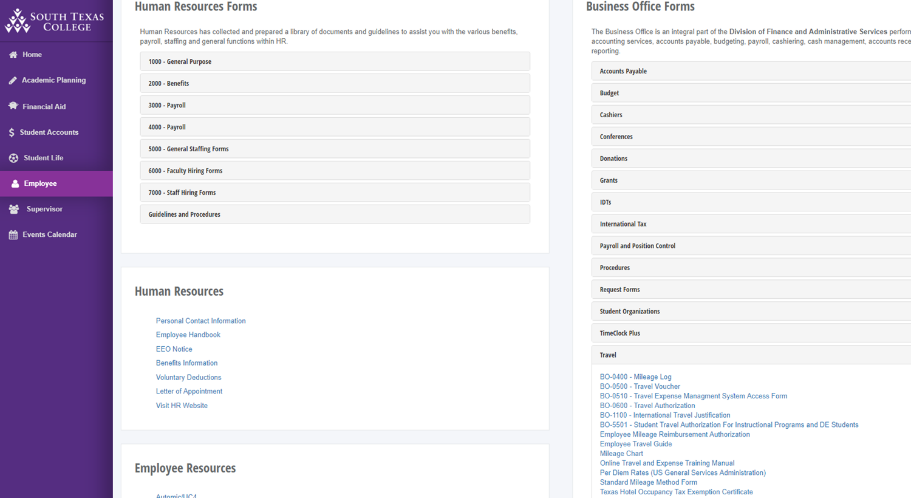 South Texas
College
Home
Academic Planning
Financial Aid
Student Accounts
Student Life
Employee
Supervisor
Events Calendar
Human Resources Forms
Human Resources has collected and prepared a library of documents and guidelines to assist you with the various benefits,
payroll, staffing and general functions within HR.
1000 - General Purpose
2000 - Benefits
3000 - Payroll
4000 - Payroll
5000 - General Staffing Forms
6000 - Faculty Hiring Forms
7000 - Staff Hiring Forms
Guidelines and Procedures
Human Resources
Personal Contact Information
Employee Handbook
EEO Notice
Benefits Information
Voluntary Deductions
Letter of Appointment
Visit HR Website
Employee Resources
Automic/UC4
Business Office Forms
The Business Office is an integral part of the Division of Finance and Administrative Services perform
accounting services, accounts payable, budgeting, payroll, cashiering, cash management, accounts rece
reporting.
Accounts Payable
Budget
Cashiers
Conferences
Donations
Grants
IDTs
International Tax
Payroll and Position Control
Procedures
Request Forms
Student Organizations
TimeClock Plus
Travel
BO-0400 - Mileage Log
BO-0500 - Travel Voucher
BO-0510 - Travel Expense Managment System Access Form
BO-0600 - Travel Authorization
BO-1100 - International Travel Justification
BO-5501 - Student Travel Authorization For Instructional Programs and DE Students
Employee Mileage Reimbursement Authorization
Employee Travel Guide
Mileage Chart
Online Travel and Expense Training Manual
Per Diem Rates (US General Services Administration)
Standard Mileage Method Form
Texas Hotel Occupancy Tax Exemption Certificate